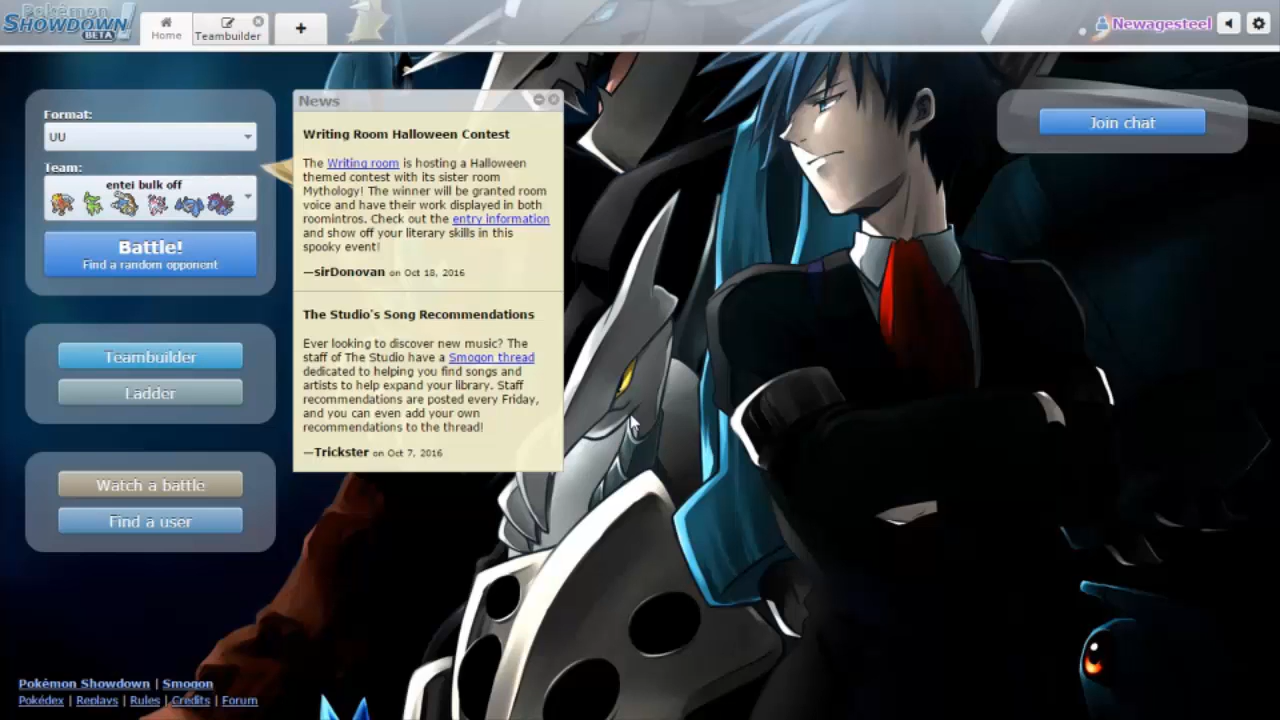 Pokémon
SHOWDOWN!
BETA
Home
Teambuilder
+
Newagesteel
Format:
UU
Team:
entei bulk off
Battle!
Find a random opponent
Teambuilder
Ladder
Watch a battle
Find a user
News
Writing Room Halloween Contest
The Writing room is hosting a Halloween
themed contest with its sister room
Mythology! The winner will be granted room
voice and have their work displayed in both
roomintros. Check out the entry information
and show off your literary skills in this
spooky event!
—sirDonovan on Oct 18, 2016
The Studio's Song Recommendations
Ever looking to discover new music? The
staff of The Studio have a Smogon thread
dedicated to helping you find songs and
artists to help expand your library. Staff
recommendations are posted every Friday,
and you can even add your own
recommendations to the thread!
—Trickster on Oct 7, 2016
Join chat
Pokémon Showdown | Smogon
Pokédex | Replays | Rules | Credits | Forum